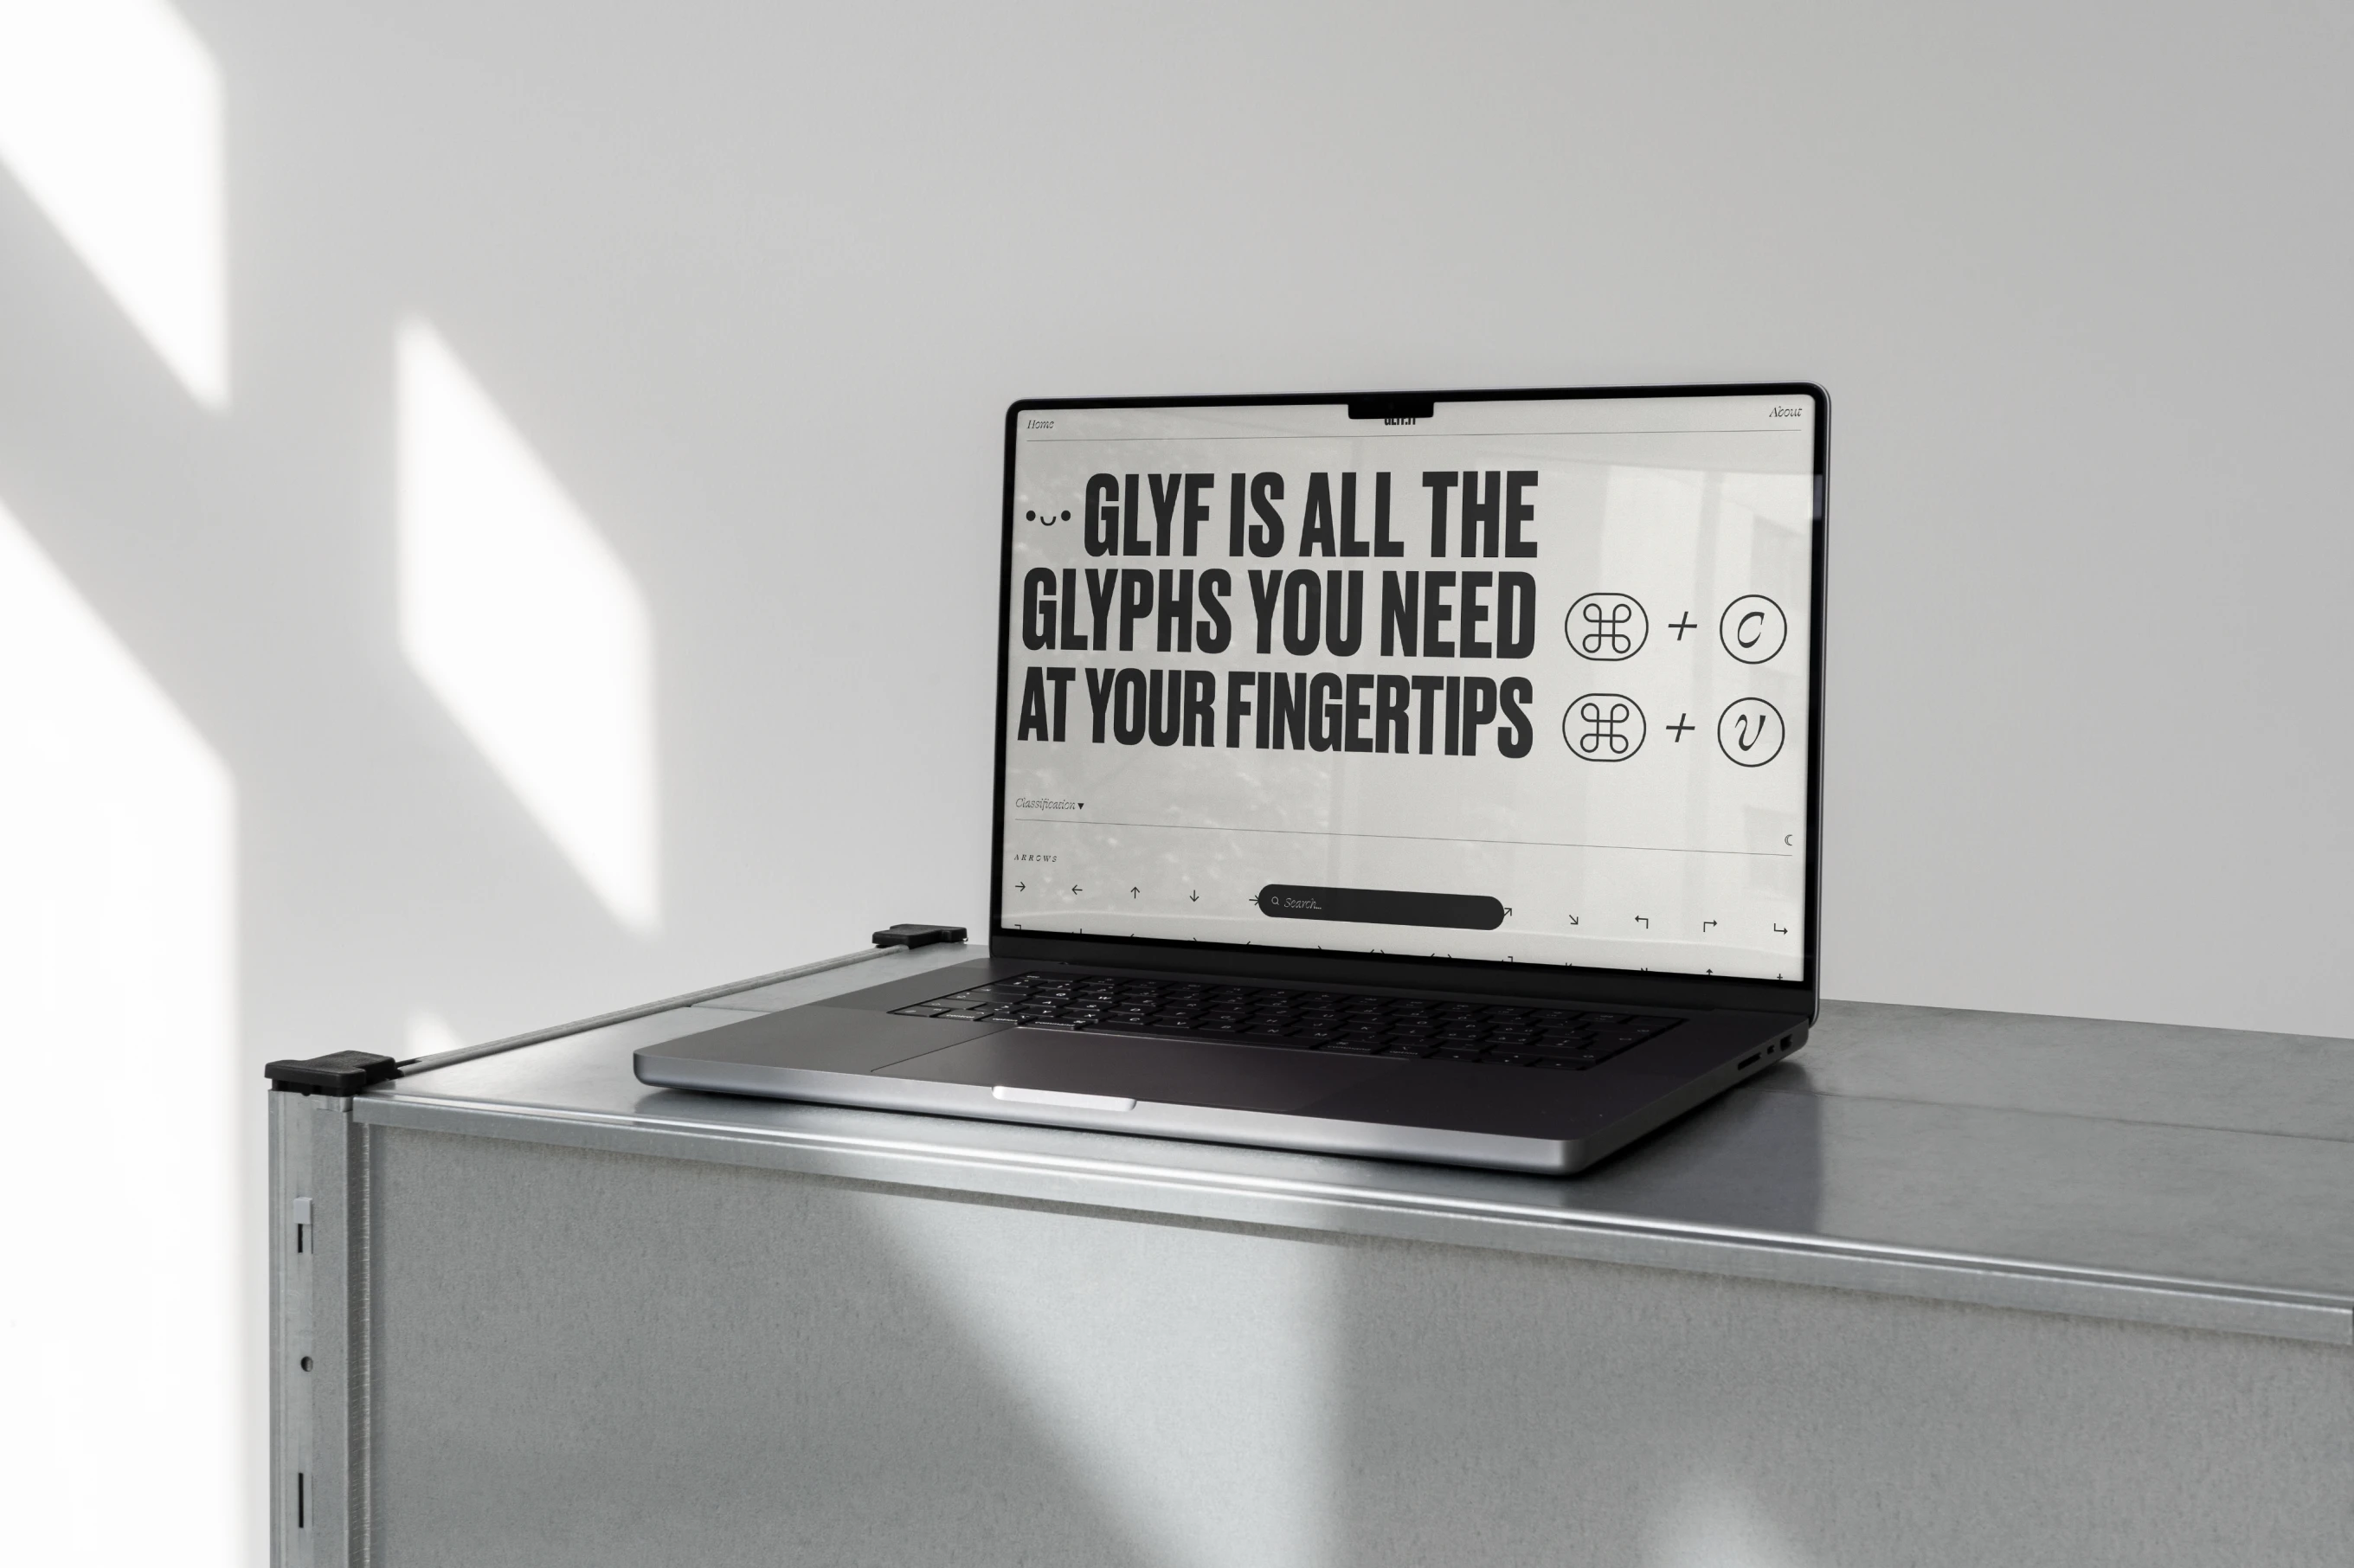 Home
About
GLYF IS ALL THE
GLYPHS YOU NEED
AT YOUR FINGERTIPS
⌘ + C
⌘ + V
Classification ▼
ARROWS
Search...